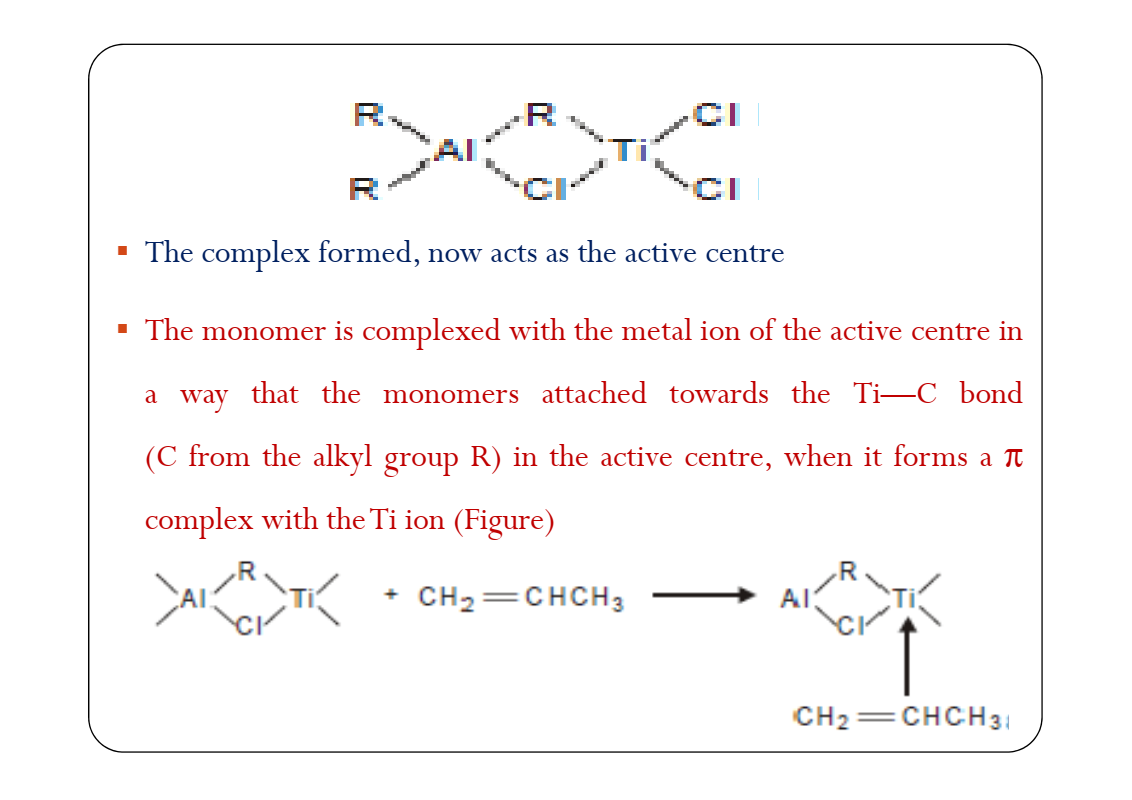 R R Cl
Al Ti
R Cl Cl
▪ The complex formed, now acts as the active centre
▪ The monomer is complexed with the metal ion of the active centre in
a way that the monomers attached towards the Ti—C bond
(C from the alkyl group R) in the active centre, when it forms a π
complex with the Ti ion (Figure)
R R
Al Ti + CH₂=CHCH₃ Al Ti
Cl Cl
CH₂=CHCH₃